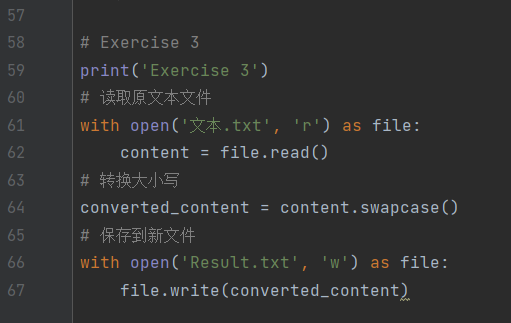 57
58 # Exercise 3
59 print('Exercise 3')
60 # 读取原文本文件
61 with open('文本.txt', 'r') as file:
62     content = file.read()
63 # 转换大小写
64 converted_content = content.swapcase()
65 # 保存到新文件
66 with open('Result.txt', 'w') as file:
67     file.write(converted_content)